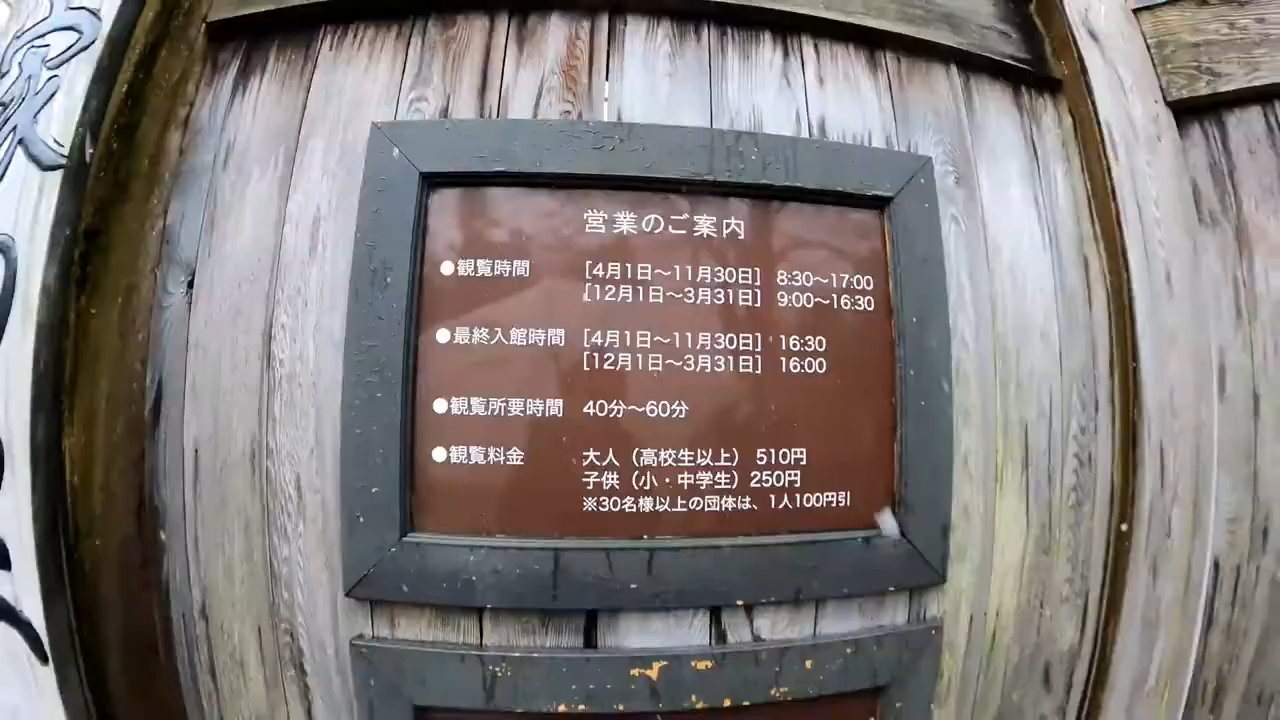 営業のご案内
●観覧時間 [4月1日～11月30日] 8:30～17:00
[12月1日～3月31日] 9:00～16:30
●最終入館時間 [4月1日～11月30日] 16:30
[12月1日～3月31日] 16:00
●観覧所要時間 40分～60分
●観覧料金 大人（高校生以上） 510円
子供（小・中学生）250円
※30名様以上の団体は、1人100円引